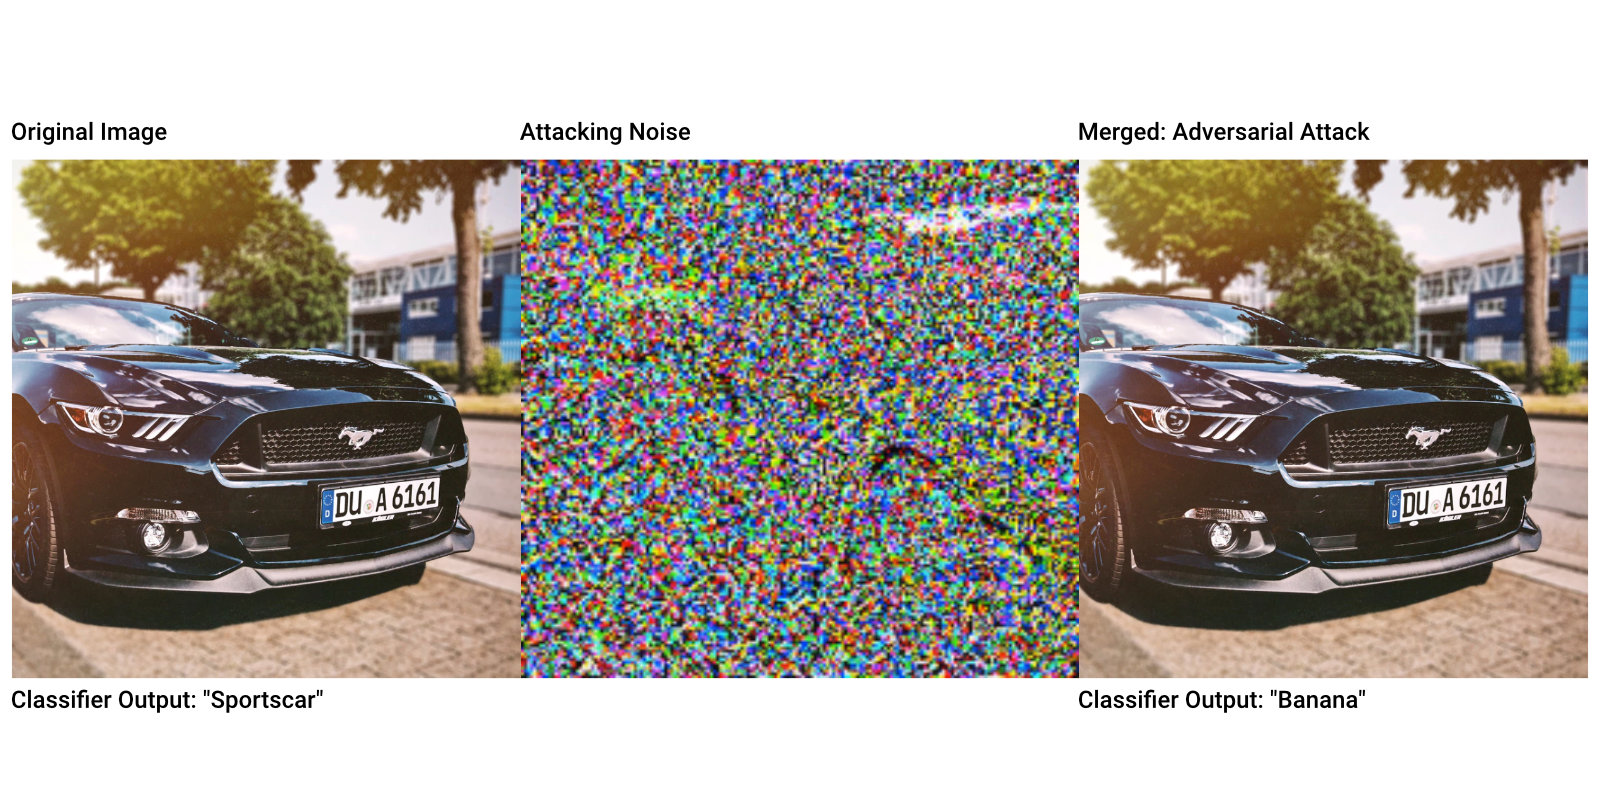 Original Image
Attacking Noise
Merged: Adversarial Attack
DU A 6161
D
DU A 6161
D
Classifier Output: "Sportscar"
Classifier Output: "Banana"